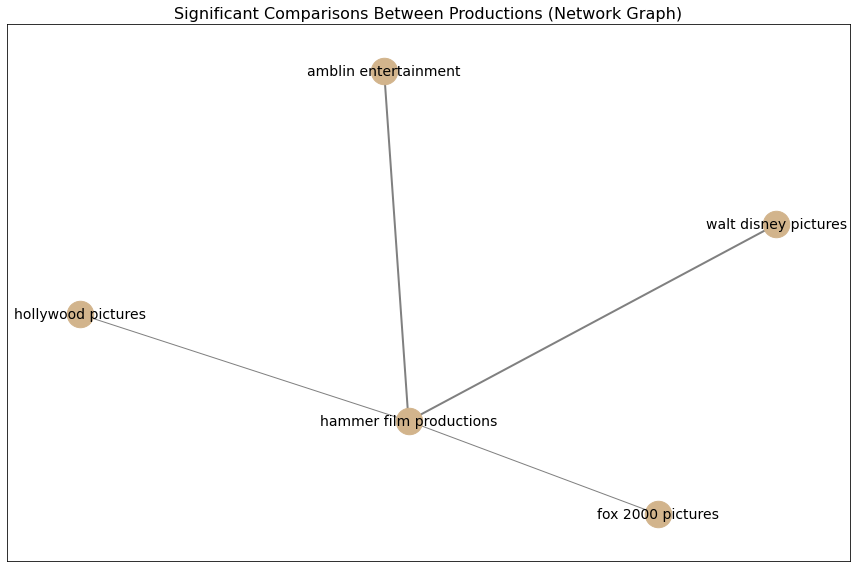 Significant Comparisons Between Productions (Network Graph)
amblin entertainment
walt disney pictures
hollywood pictures
hammer film productions
fox 2000 pictures